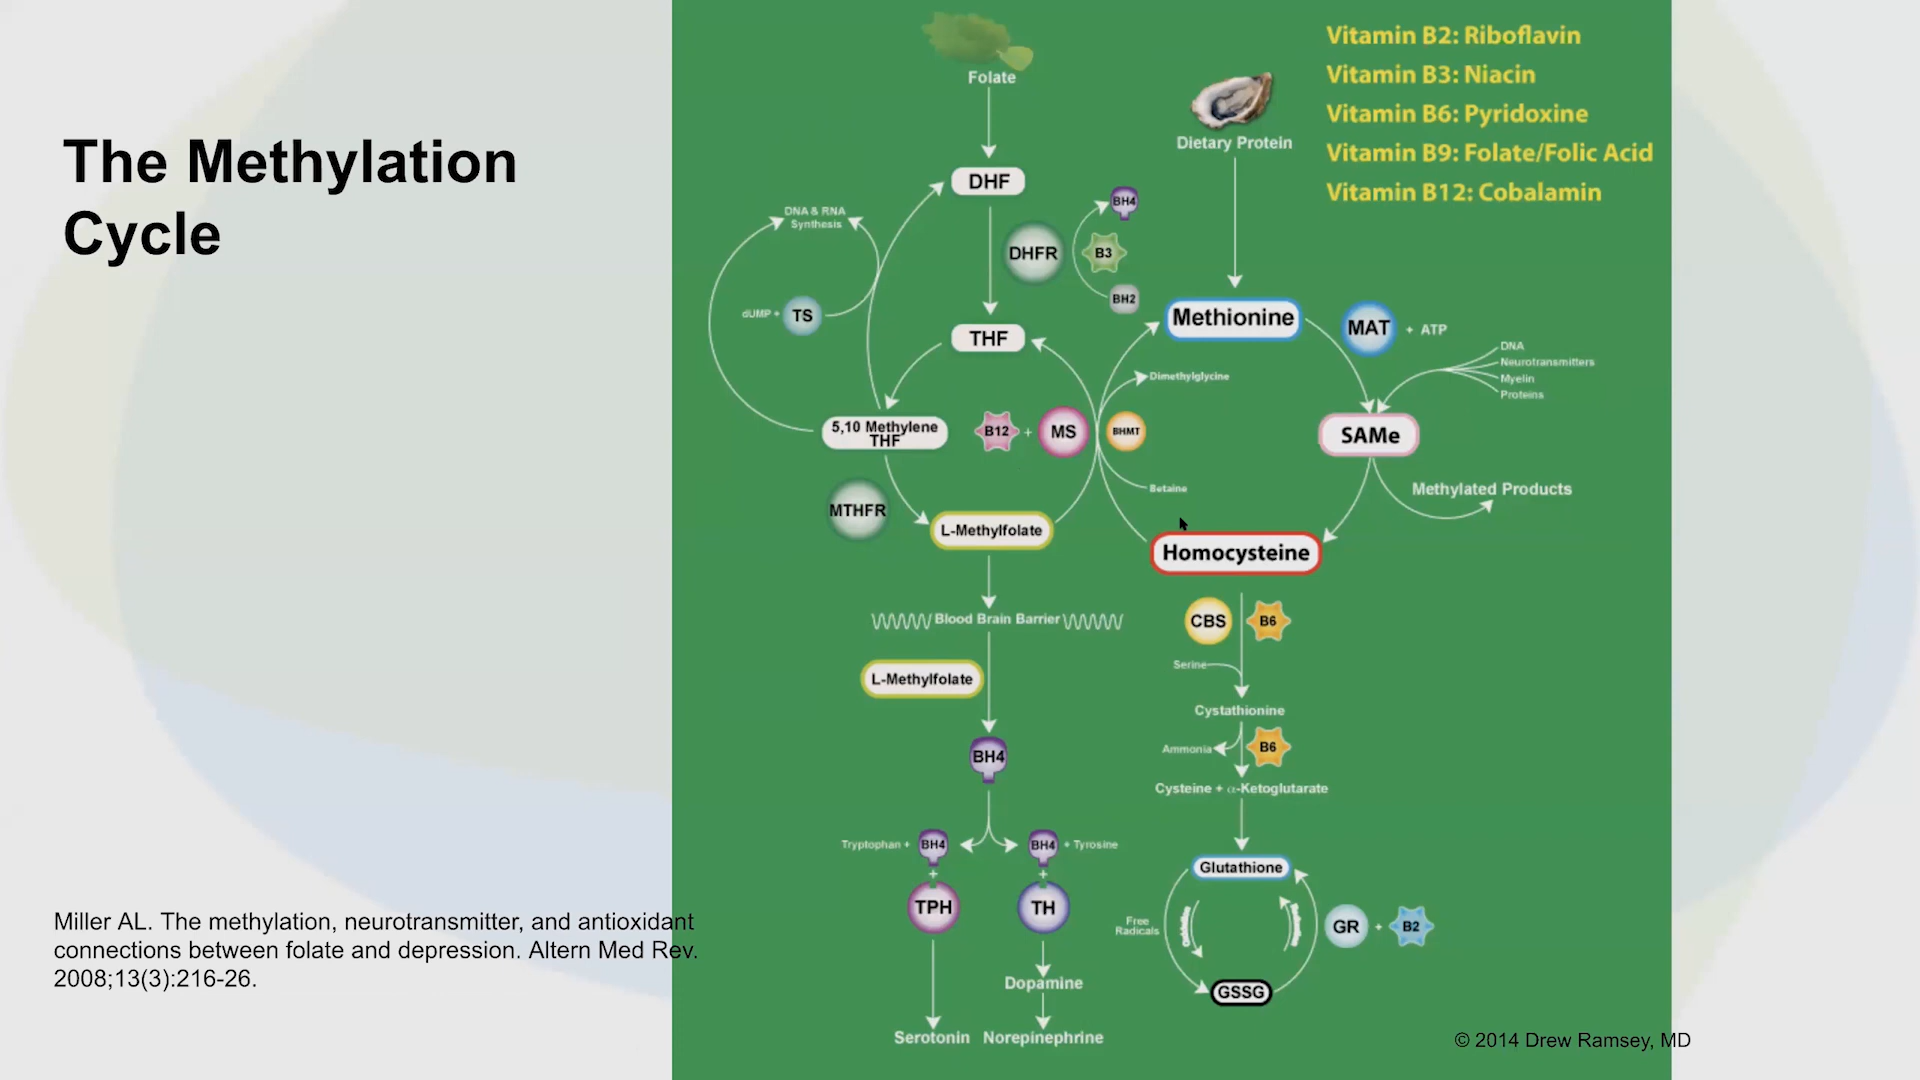 The Methylation
Cycle
Miller AL. The methylation, neurotransmitter, and antioxidant
connections between folate and depression. Altern Med Rev.
2008;13(3):216-26.
Vitamin B2: Riboflavin
Vitamin B3: Niacin
Vitamin B6: Pyridoxine
Vitamin B9: Folate/Folic Acid
Vitamin B12: Cobalamin
Folate
Dietary Protein
DHF
DNA & RNA
Synthesis
BH4
DHFR
B3
BH2
dUMP +
TS
THF
Methionine
MAT
+ ATP
DNA
Neurotransmitters
Myelin
Proteins
Dimethylglycine
5,10 Methylene
THF
B12
+
MS
BHMT
SAMe
Betaine
Methylated Products
MTHFR
L-Methylfolate
Homocysteine
Blood Brain Barrier
CBS
B6
Serine
L-Methylfolate
Cystathionine
BH4
Ammonia
B6
Cysteine + α-Ketoglutarate
Tryptophan +
BH4
BH4
+ Tyrosine
+
+
TPH
TH
Glutathione
Free
Radicals
GR
+
B2
Dopamine
GSSG
Serotonin
Norepinephrine
© 2014 Drew Ramsey, MD